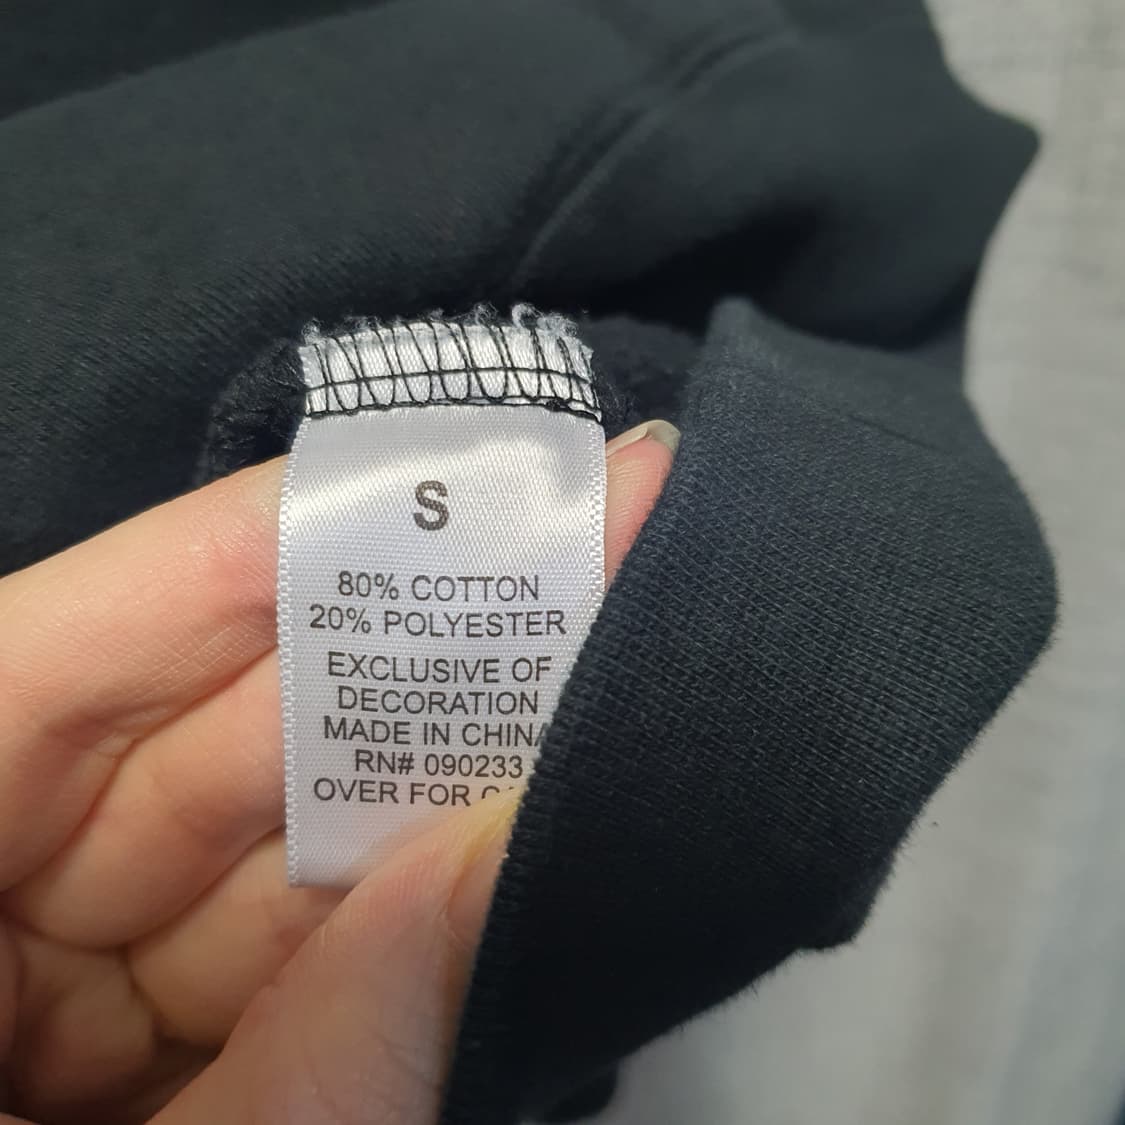 S
80% COTTON
20% POLYESTER
EXCLUSIVE OF
DECORATION
MADE IN CHINA
RN# 090233
OVER FOR